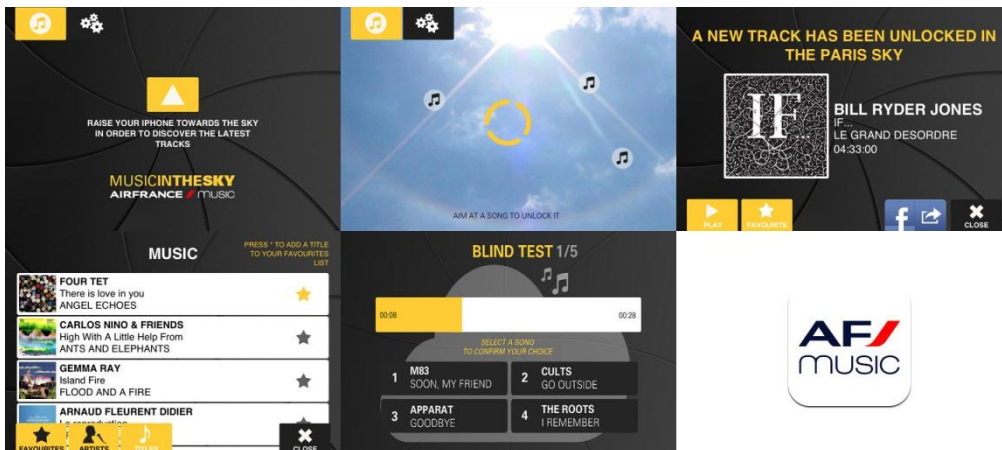 RAISE YOUR IPHONE TOWARDS THE SKY
IN ORDER TO DISCOVER THE LATEST
TRACKS
MUSICINTHESKY
AIRFRANCE MUSIC
AIM AT A SONG TO UNLOCK IT
A NEW TRACK HAS BEEN UNLOCKED IN
THE PARIS SKY
IF...
BILL RYDER JONES
IF...
LE GRAND DESORDRE
04:33:00
PLAY
FAVOURITE
f
CLOSE
MUSIC
PRESS * TO ADD A TITLE
TO YOUR FAVOURITES
LIST
FOUR TET
There is love in you
ANGEL ECHOES
CARLOS NINO & FRIENDS
High With A Little Help From
ANTS AND ELEPHANTS
GEMMA RAY
Island Fire
FLOOD AND A FIRE
ARNAUD FLEURENT DIDIER
FAVOURITES
ARTISTS
TITLES
CLOSE
BLIND TEST 1/5
00:08
00:28
SELECT A SONG
TO CONFIRM YOUR CHOICE
1 M83
SOON, MY FRIEND
2 CULTS
GO OUTSIDE
3 APPARAT
GOODBYE
4 THE ROOTS
I REMEMBER
AF
MUSIC